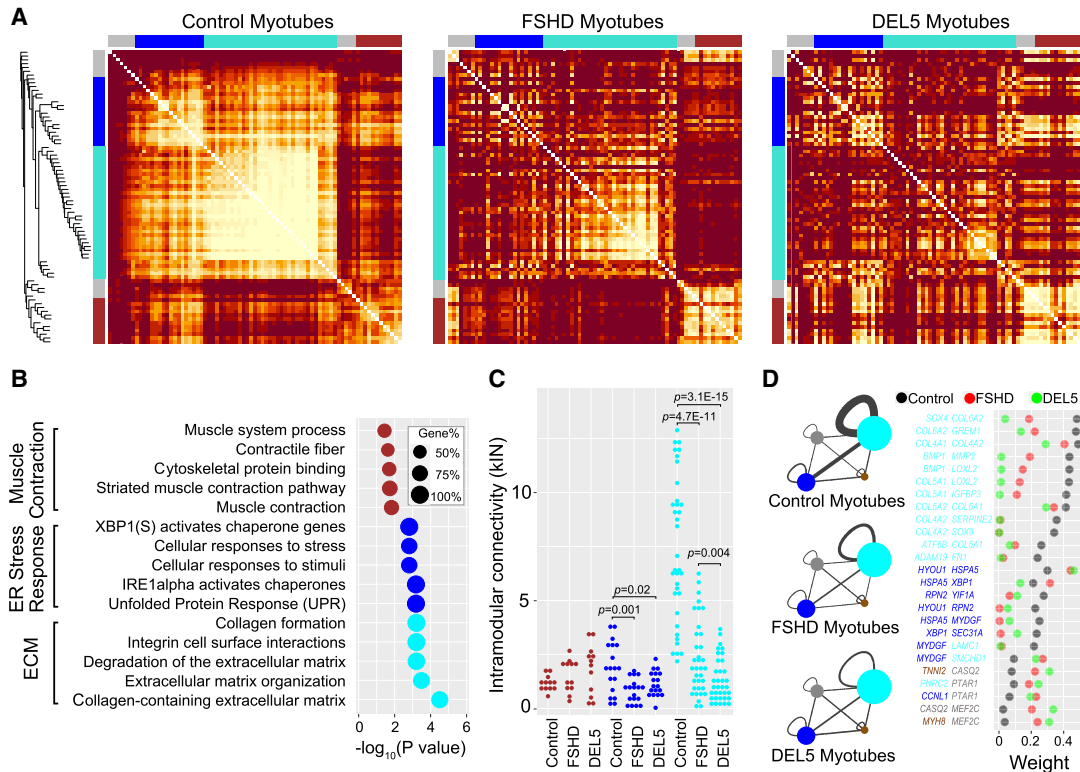 A
Control Myotubes
FSHD Myotubes
DEL5 Myotubes
B
Muscle Contraction
ER Stress Response
ECM
Muscle system process
Contractile fiber
Cytoskeletal protein binding
Striated muscle contraction pathway
Muscle contraction
XBP1(S) activates chaperone genes
Cellular responses to stress
Cellular responses to stimuli
IRE1alpha activates chaperones
Unfolded Protein Response (UPR)
Collagen formation
Integrin cell surface interactions
Degradation of the extracellular matrix
Extracellular matrix organization
Collagen-containing extracellular matrix
Gene%
50%
75%
100%
0 2 4 6
-log10(P value)
C
Intramodular connectivity (kIN)
10
5
0
p=3.1E-15
p=4.7E-11
p=0.004
p=0.02
p=0.001
Control FSHD DEL5 Control FSHD DEL5 Control FSHD DEL5
D
Control FSHD DEL5
Control Myotubes
FSHD Myotubes
DEL5 Myotubes
SOX4 COL6A2
COL6A2 GREM1
COL4A1 COL4A2
BMP1 MMP2
BMP1 LOXL2
COL5A1 LOXL2
COL5A1 IGFBP3
COL5A2 COL5A1
COL4A2 SERPINE2
COL4A2 SOX9
ATF6B COL5A1
ADAM19 FN1
HYOU1 HSPA5
HSPA5 XBP1
RPN2 YIF1A
HYOU1 RPN2
HSPA5 MYDGF
XBP1 SEC31A
MYDGF LAMC1
MYDGF SMCHD1
TNNI2 CASQ2
PHRC2 PTAR1
CCNL1 PTAR1
CASQ2 MEF2C
MYH8 MEF2C
0 0.2 0.4
Weight